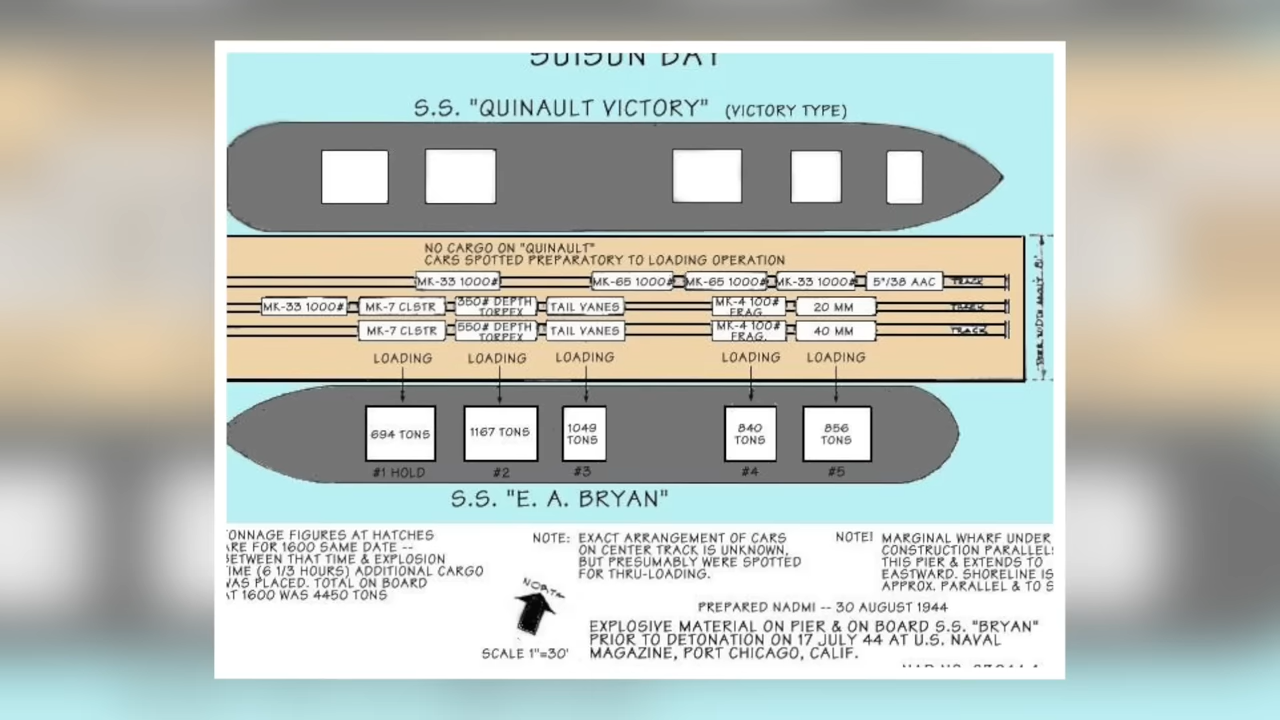 SUISUN BAY
S.S. "QUINAULT VICTORY" (VICTORY TYPE)
NO CARGO ON "QUINAULT"
CARS SPOTTED PREPARATORY TO LOADING OPERATION
MK-33 1000# MK-65 1000# MK-65 1000# MK-33 1000# 5"/38 AAC TRACK
MK-33 1000# MK-7 CLSTR 350# DEPTH TORPEX TAIL VANES MK-4 100# FRAG. 20 MM TRACK
MK-7 CLSTR 550# DEPTH TORPEX TAIL VANES MK-4 100# FRAG. 40 MM TRACK
LOADING LOADING LOADING LOADING LOADING
694 TONS 1167 TONS 1049 TONS 840 TONS 856 TONS
#1 HOLD #2 #3 #4 #5
S.S. "E. A. BRYAN"
ONNAGE FIGURES AT HATCHES
ARE FOR 1600 SAME DATE --
BETWEEN THAT TIME & EXPLOSION
IME (6 1/3 HOURS) ADDITIONAL CARGO
WAS PLACED. TOTAL ON BOARD
AT 1600 WAS 4450 TONS
NOTE: EXACT ARRANGEMENT OF CARS
ON CENTER TRACK IS UNKNOWN,
BUT PRESUMABLY WERE SPOTTED
FOR THRU-LOADING.
NOTE! MARGINAL WHARF UNDER
CONSTRUCTION PARALLELS
THIS PIER & EXTENDS TO
EASTWARD. SHORELINE IS
APPROX. PARALLEL & TO S
NORTH
SCALE 1"=30'
PREPARED NADMI -- 30 AUGUST 1944
EXPLOSIVE MATERIAL ON PIER & ON BOARD S.S. "BRYAN"
PRIOR TO DETONATION ON 17 JULY 44 AT U.S. NAVAL
MAGAZINE, PORT CHICAGO, CALIF.